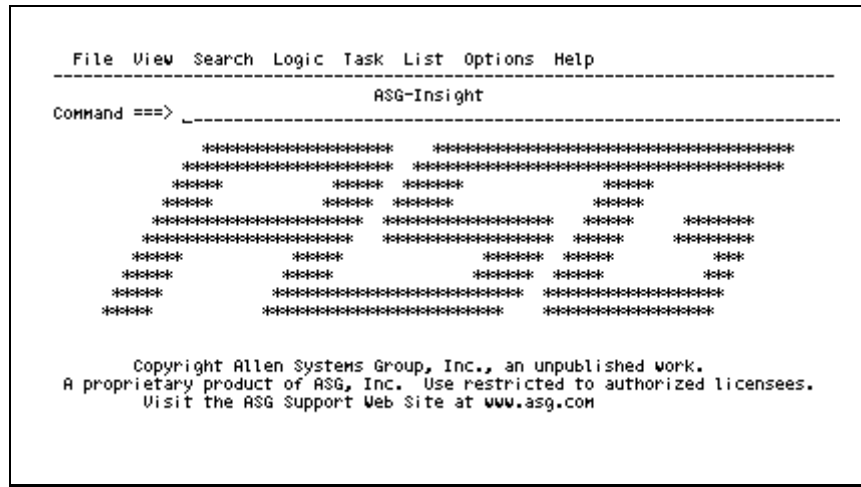 File View Search Logic Task List Options Help
ASG-Insight
Command ===>
Copyright Allen Systems Group, Inc., an unpublished work.
A proprietary product of ASG, Inc. Use restricted to authorized licensees.
Visit the ASG Support Web Site at www.asg.com